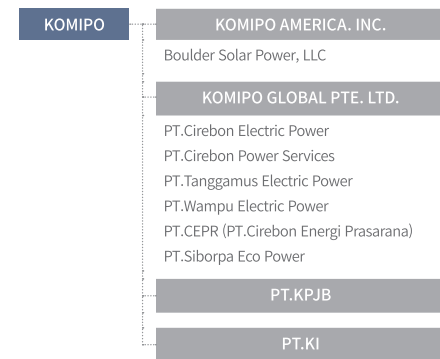 KOMIPO
KOMIPO AMERICA. INC.
Boulder Solar Power, LLC
KOMIPO GLOBAL PTE. LTD.
PT.Cirebon Electric Power
PT.Cirebon Power Services
PT.Tanggamus Electric Power
PT.Wampu Electric Power
PT.CEPR (PT.Cirebon Energi Prasarana)
PT.Siborpa Eco Power
PT.KPJB
PT.KI